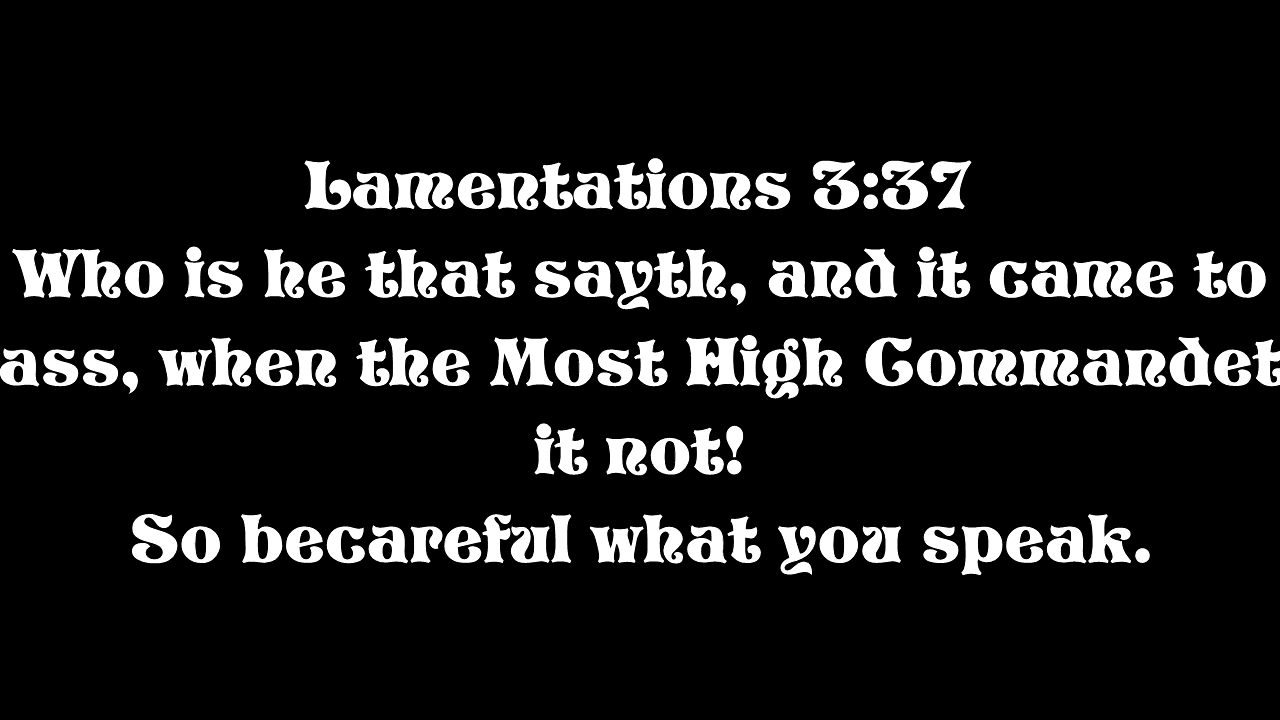 Lamentations 3:37
Who is he that sayth, and it came to
ass, when the Most High Commandet
it not!
So becareful what you speak.